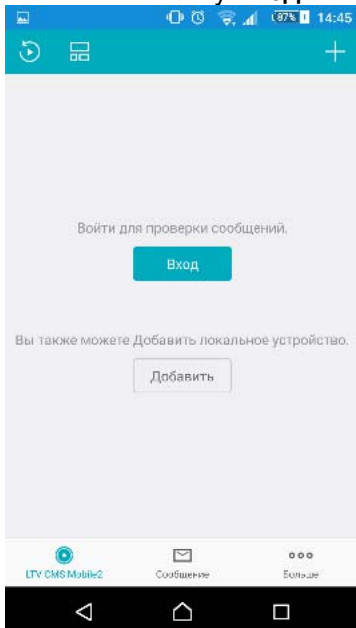 87% 14:45
Войти для проверки сообщений.
Вход
Вы также можете Добавить локальное устройство.
Добавить
LTV CMS Mobile2 Сообщение Больше